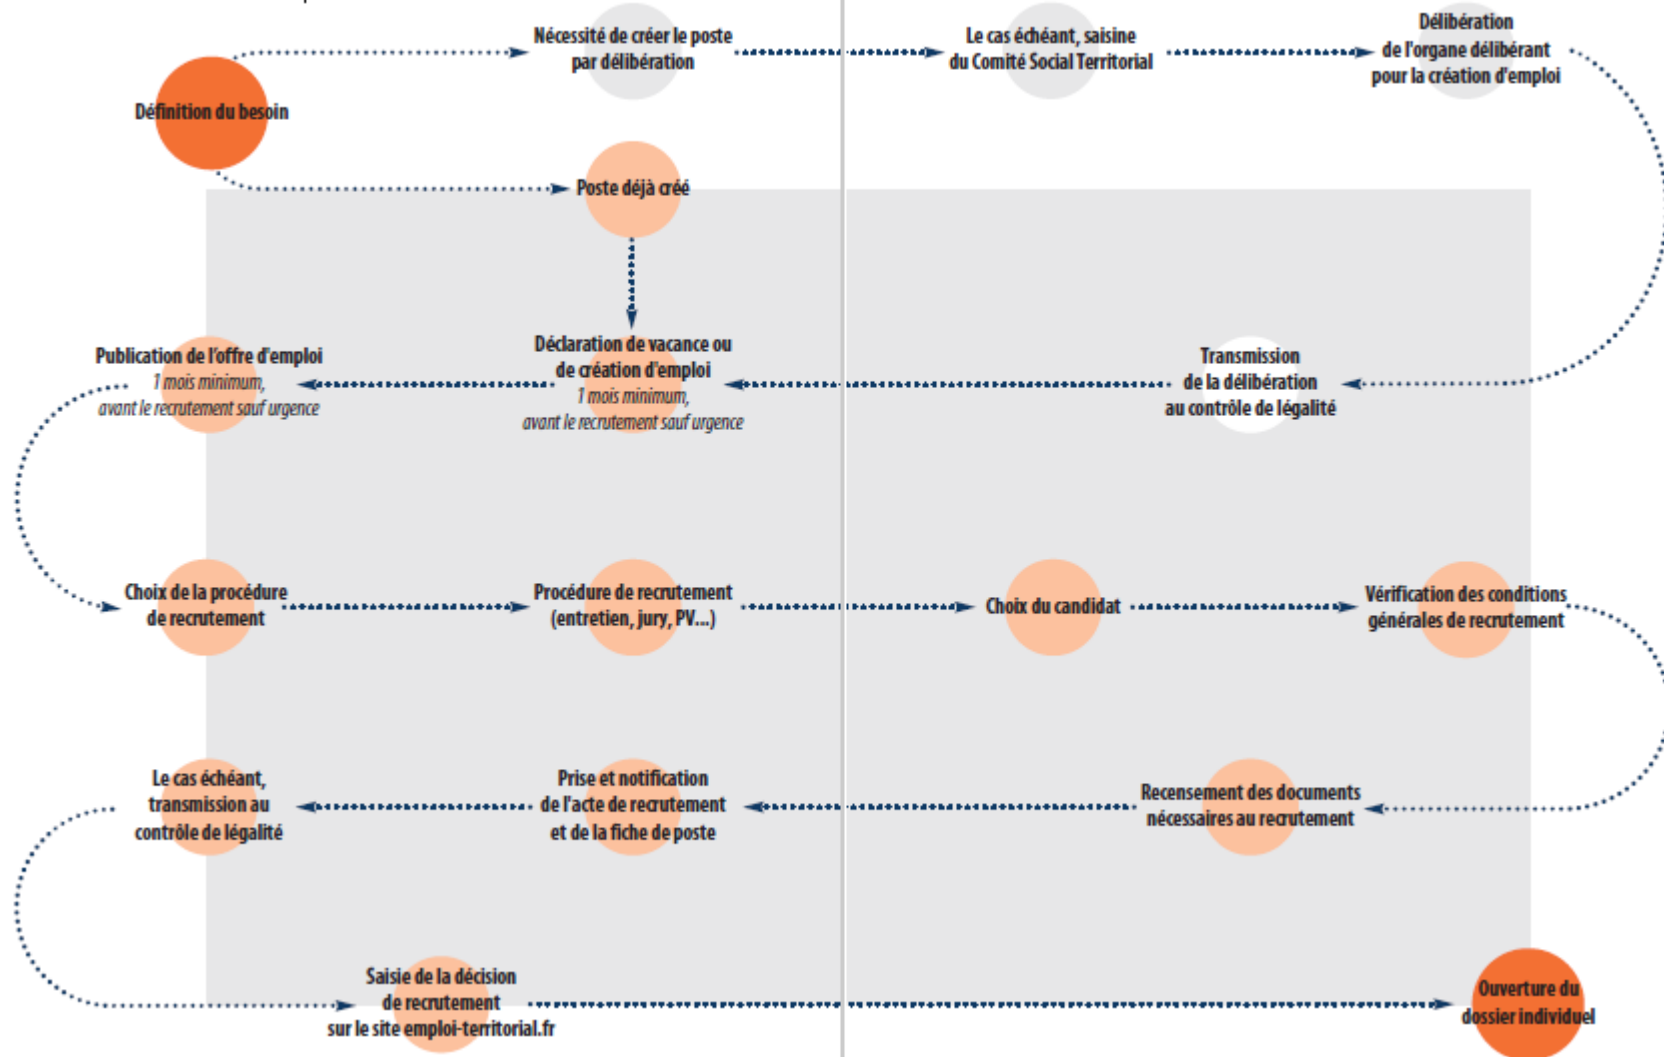 Définition du besoin
Nécessité de créer le poste
par délibération
Le cas échéant, saisine
du Comité Social Territorial
Délibération
de l'organe délibérant
pour la création d'emploi
Poste déjà créé
Publication de l'offre d'emploi
1 mois minimum,
avant le recrutement sauf urgence
Déclaration de vacance ou
de création d'emploi
1 mois minimum,
avant le recrutement sauf urgence
Transmission
de la délibération
au contrôle de légalité
Choix de la procédure
de recrutement
Procédure de recrutement
(entretien, jury, PV...)
Choix du candidat
Vérification des conditions
générales de recrutement
Le cas échéant,
transmission au
contrôle de légalité
Prise et notification
de l'acte de recrutement
et de la fiche de poste
Recensement des documents
nécessaires au recrutement
Saisie de la décision
de recrutement
sur le site emploi-territorial.fr
Ouverture du
dossier individuel